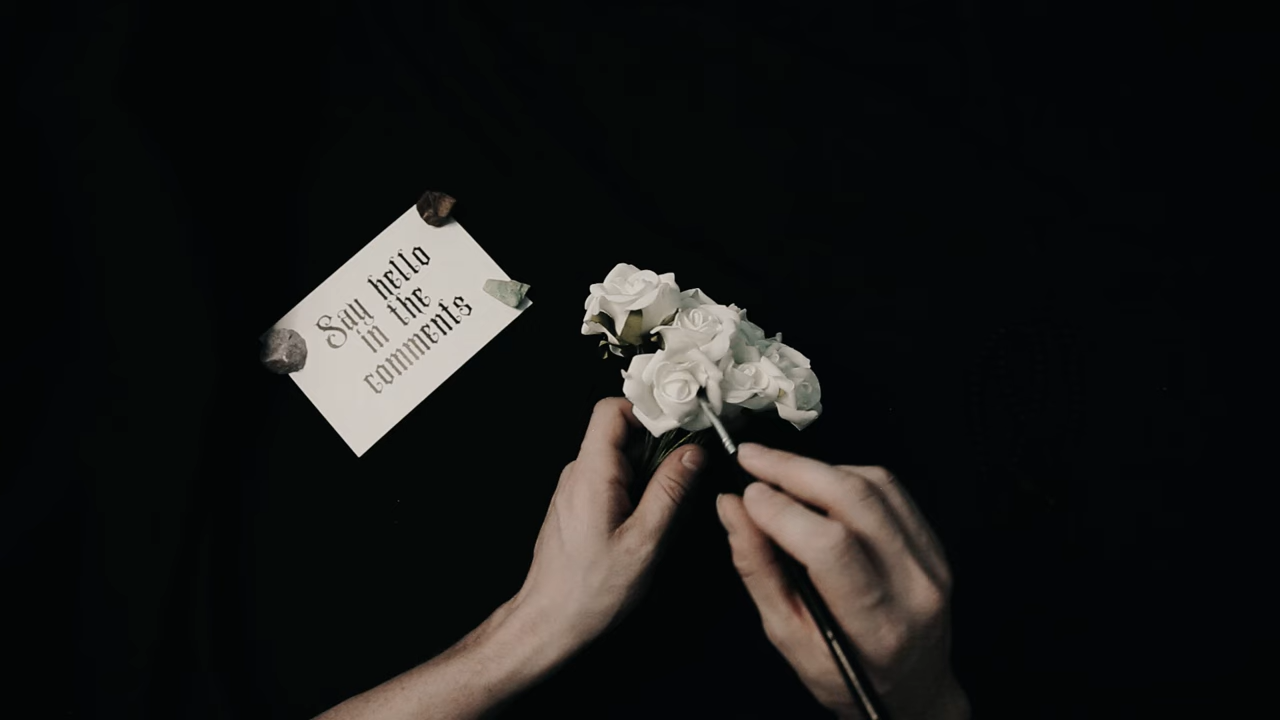 Say hello
in the
comments